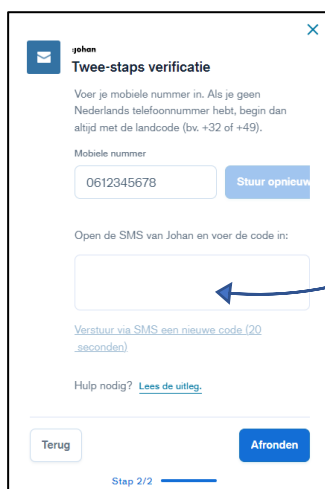 johan
Twee-staps verificatie
Voer je mobiele nummer in. Als je geen
Nederlands telefoonnummer hebt, begin dan
altijd met de landcode (bv. +32 of +49).
Mobiele nummer
0612345678
Stuur opnieuw
Open de SMS van Johan en voer de code in:
Verstuur via SMS een nieuwe code (20
seconden)
Hulp nodig? Lees de uitleg.
Terug
Afronden
Stap 2/2